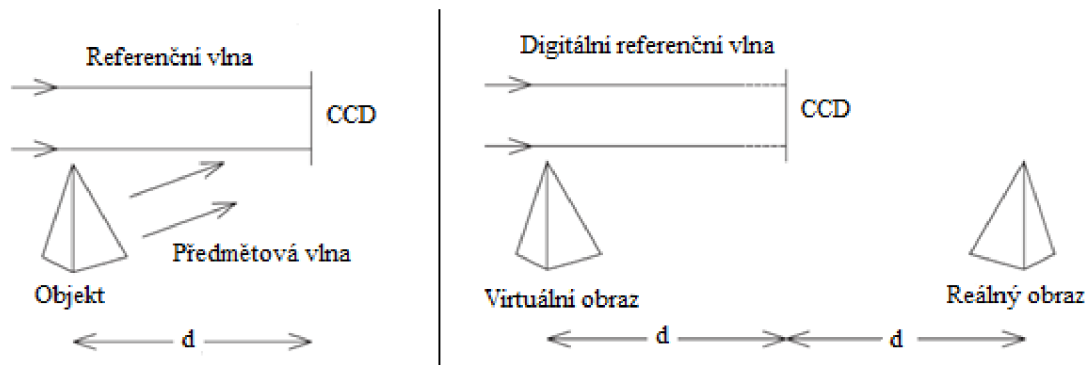 Referenční vlna
CCD
Předmětová vlna
Objekt
d
Digitální referenční vlna
CCD
Virtuální obraz
Reálný obraz
d
d